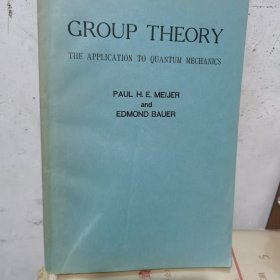 GROUP THEORY
THE APPLICATION TO QUANTUM MECHANICS
PAUL H. E. MEIJER
and
EDMOND BAUER